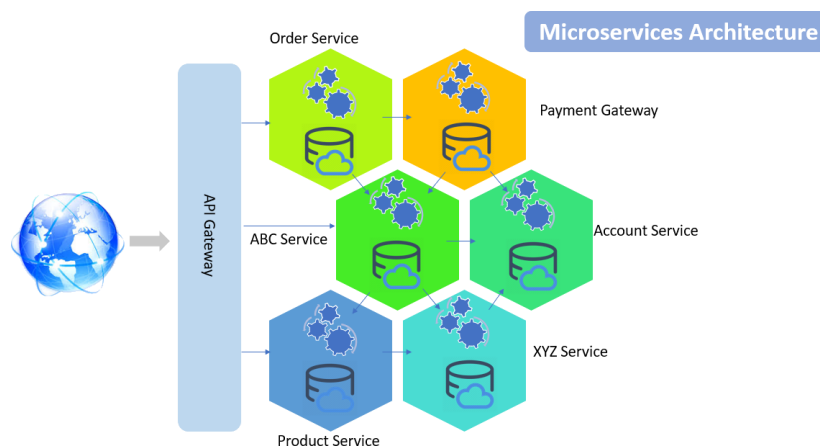 Order Service
Microservices Architecture
Payment Gateway
API Gateway
ABC Service
Account Service
XYZ Service
Product Service